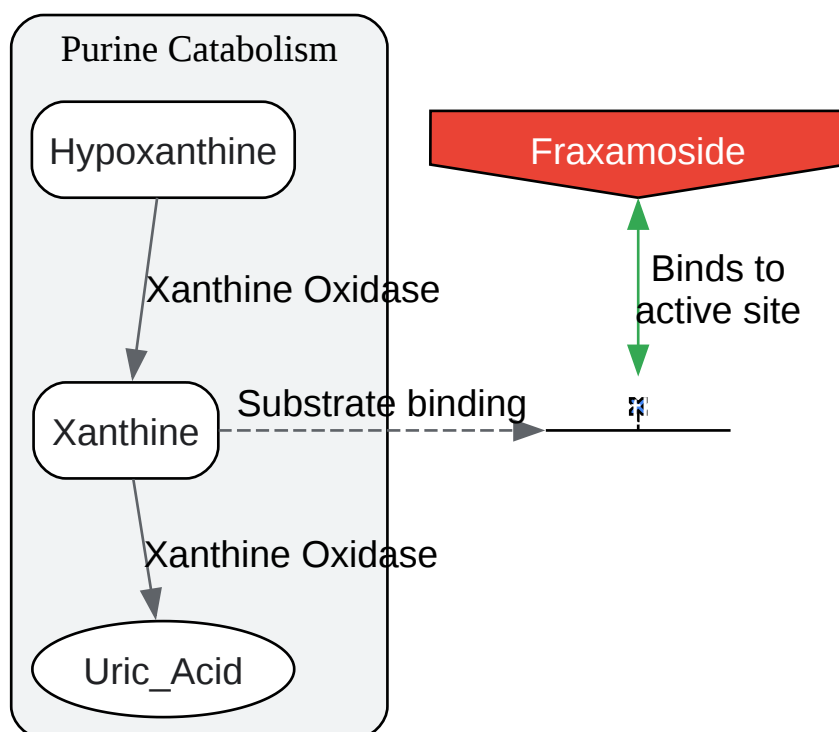 Purine Catabolism
Hypoxanthine
Fraxamoside
Xanthine Oxidase
Binds to
active site
Xanthine
Substrate binding
Xanthine Oxidase
Uric_Acid